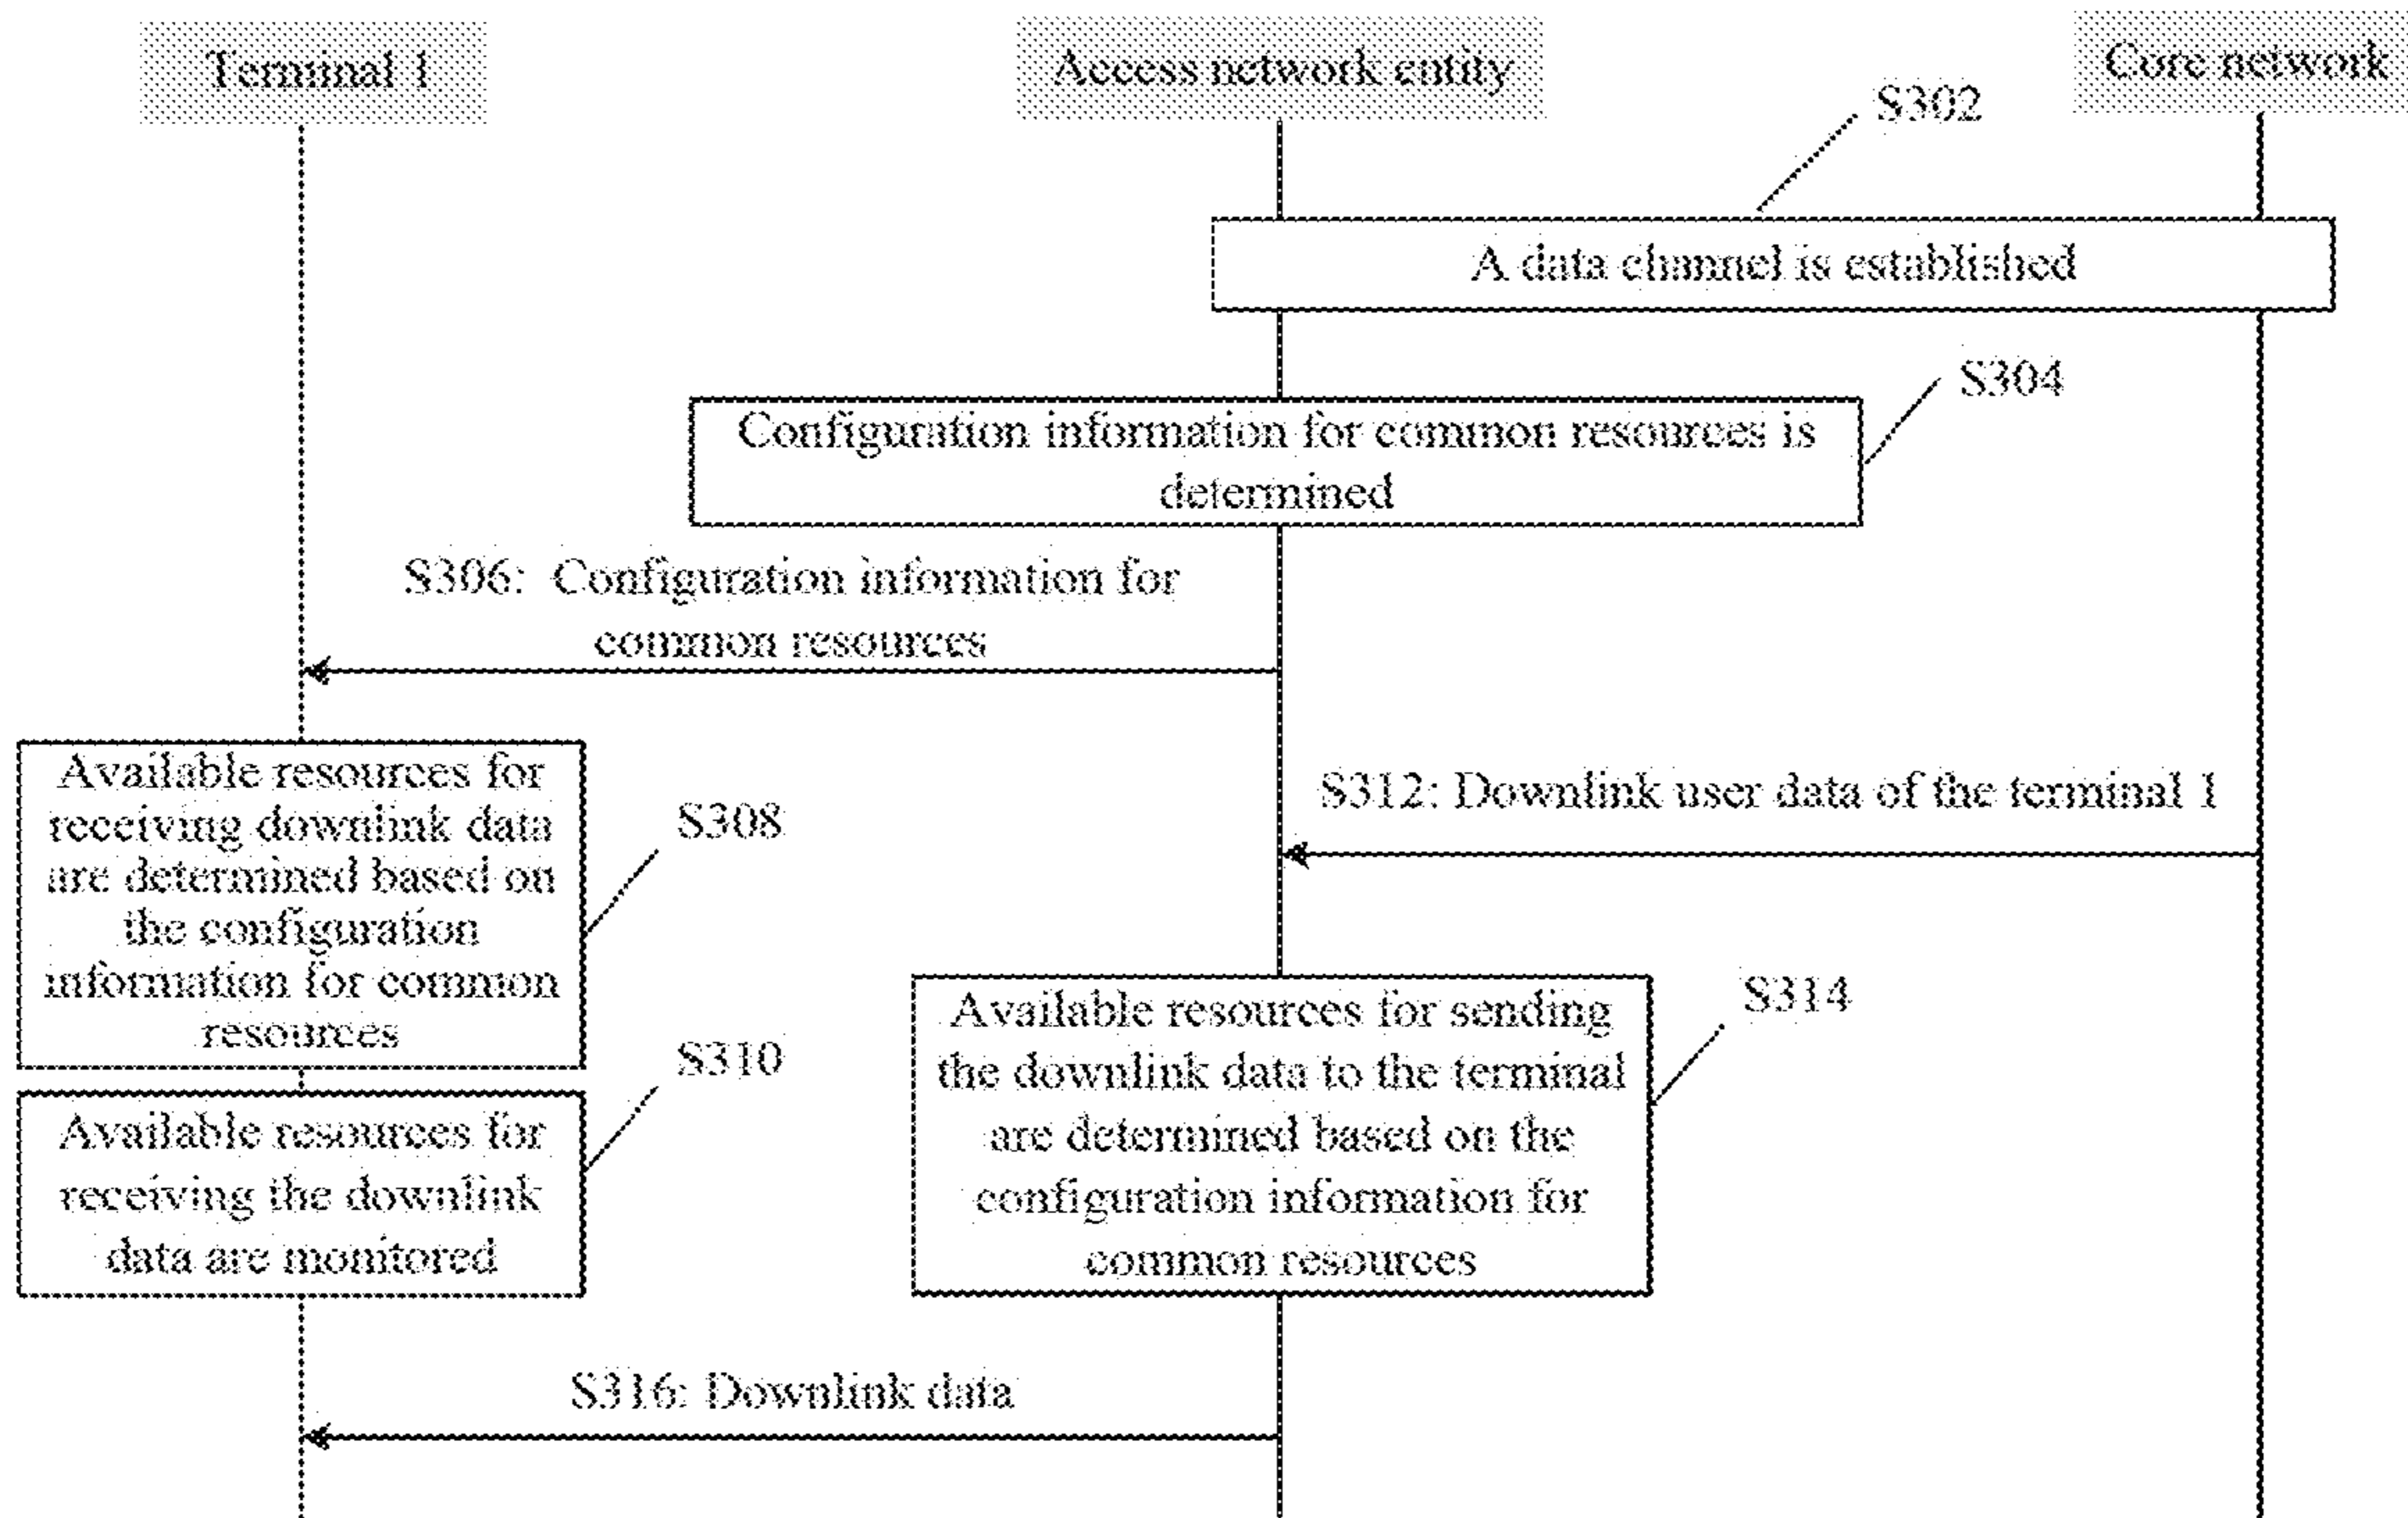 Terminal 1
Access network entity
Core network
S302
A data channel is established
S304
Configuration information for common resources is
determined
S306: Configuration information for
common resources
Available resources for
receiving downlink data
are determined based on
the configuration
information for common
resources
S308
S312: Downlink user data of the terminal 1
S310
Available resources for
receiving the downlink
data are monitored
Available resources for sending
the downlink data to the terminal
are determined based on the
configuration information for
common resources
S314
S316: Downlink data